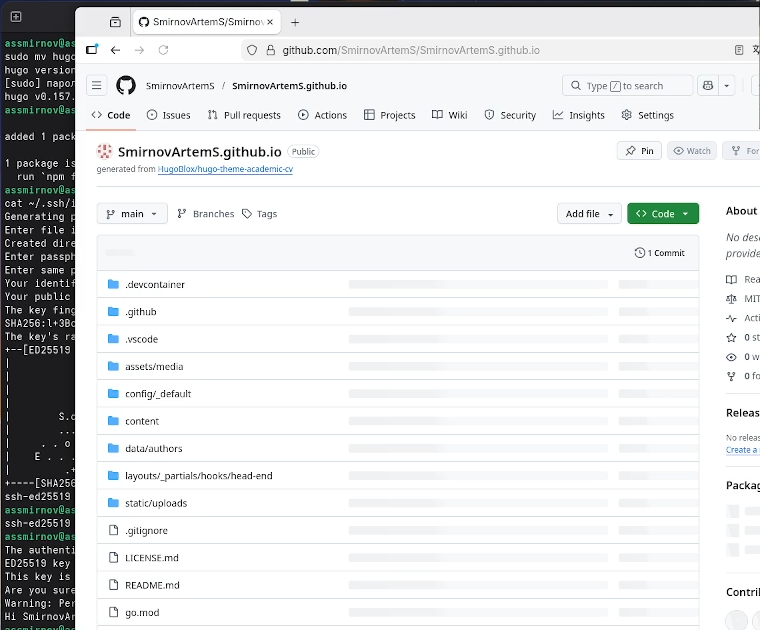 SmirnovArtemS/Smirnov
github.com/SmirnovArtemS/SmirnovArtemS.github.io
SmirnovArtemS / SmirnovArtemS.github.io
Type / to search
Code Issues Pull requests Actions Projects Wiki Security Insights Settings
SmirnovArtemS.github.io Public
Pin Watch For
generated from HugoBlox/hugo-theme-academic-cv
main Branches Tags
Add file Code
1 Commit
.devcontainer
.github
.vscode
assets/media
config/_default
content
data/authors
layouts/_partials/hooks/head-end
static/uploads
.gitignore
LICENSE.md
README.md
go.mod
About
No desc
provide
Rea
MIT
Acti
0 st
0 w
0 fo
Releas
No releas
Create a
Packag
Contri
assmirnov@as
sudo mv hugo
hugo version
[sudo] парол
hugo v0.157.
assmirnov@as
added 1 pack
1 package is
run `npm f
assmirnov@as
cat ~/.ssh/i
Generating p
Enter file i
Created dire
Enter passph
Enter same p
Your identif
Your public
The key fing
SHA256:l+3Bc
The key's ra
+--[ED25519
|
|
|
|
| S.c
| ...
| . . o
| E . . .
| .+
+----[SHA256
ssh-ed25519
assmirnov@as
ssh-ed25519
assmirnov@as
The authenti
ED25519 key
This key is
Are you sure
Warning: Per
Hi SmirnovAr
assmirnov@as